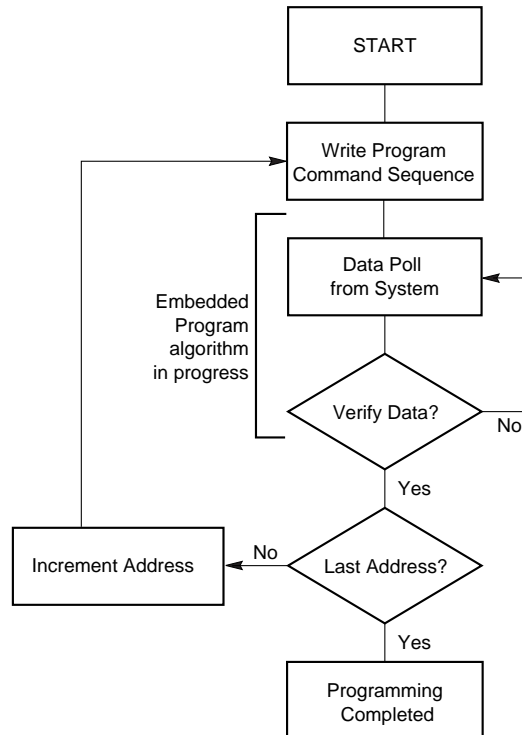 START
Write Program
Command Sequence
Data Poll
from System
Embedded
Program
algorithm
in progress
Verify Data?
No
Yes
No
Increment Address
Last Address?
Yes
Programming
Completed